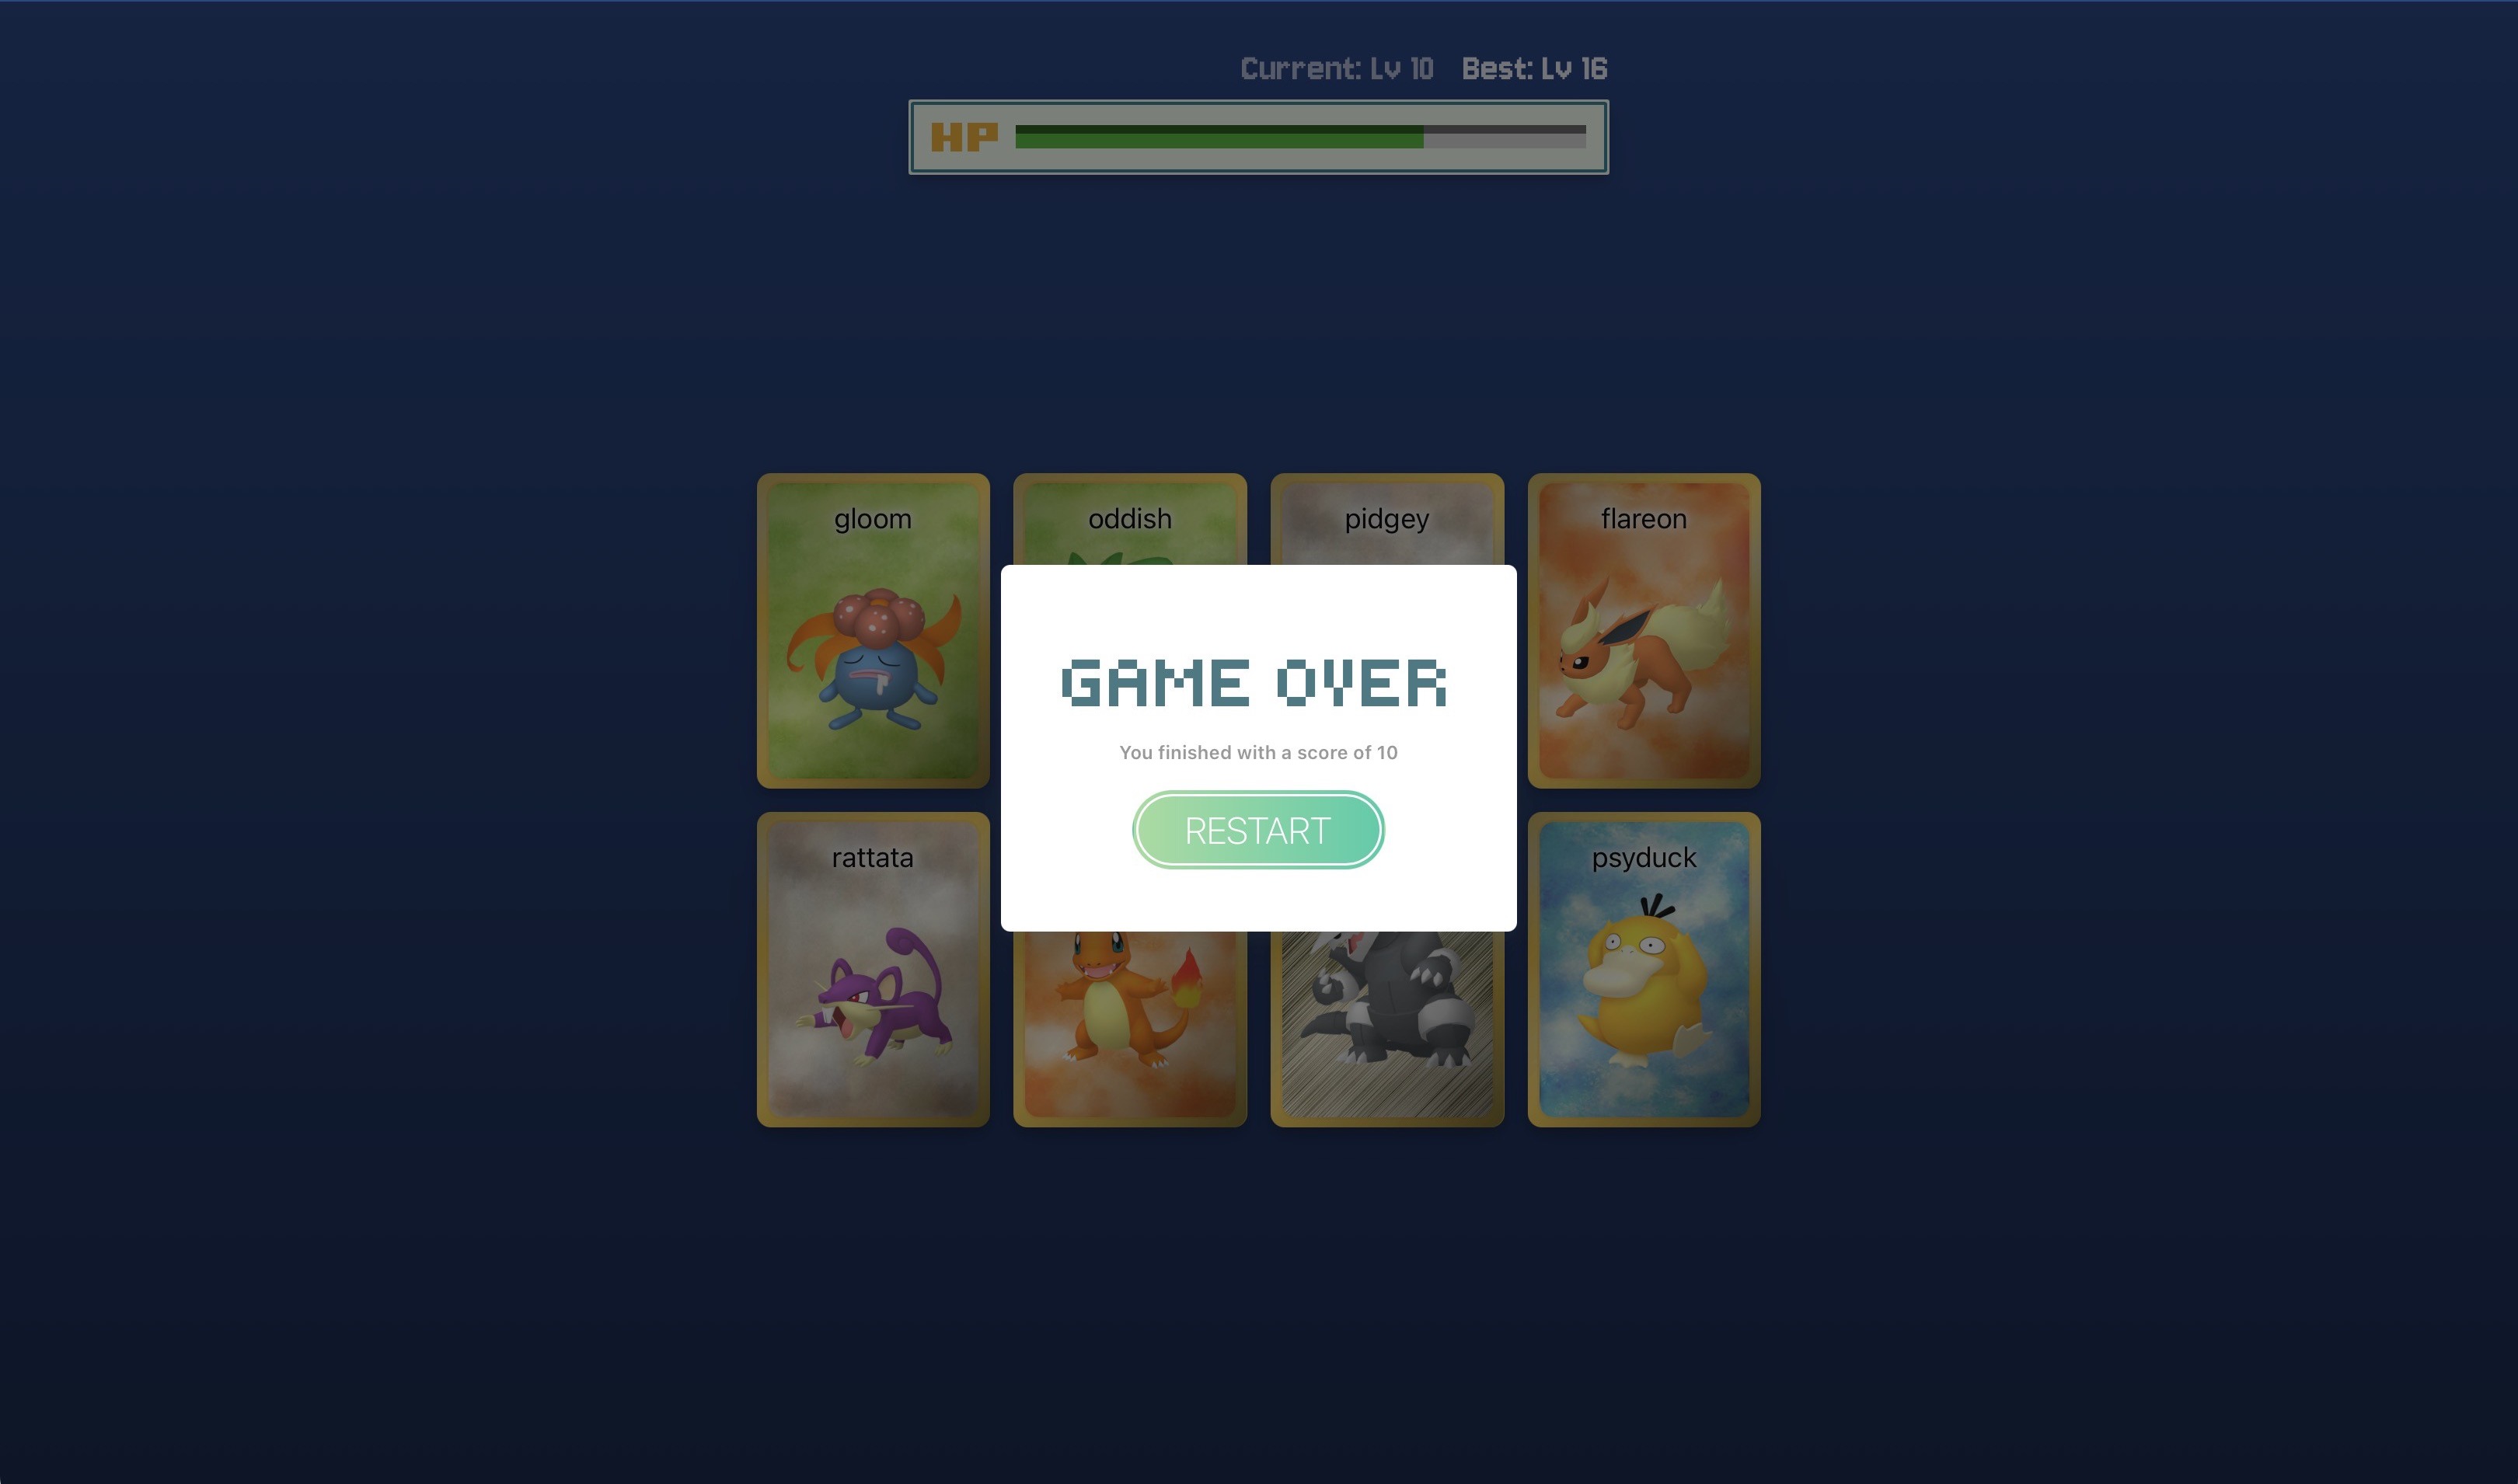 Current: Lv 10 Best: Lv 16
HP
gloom oddish pidgey flareon
GAME OVER
You finished with a score of 10
RESTART
rattata psyduck